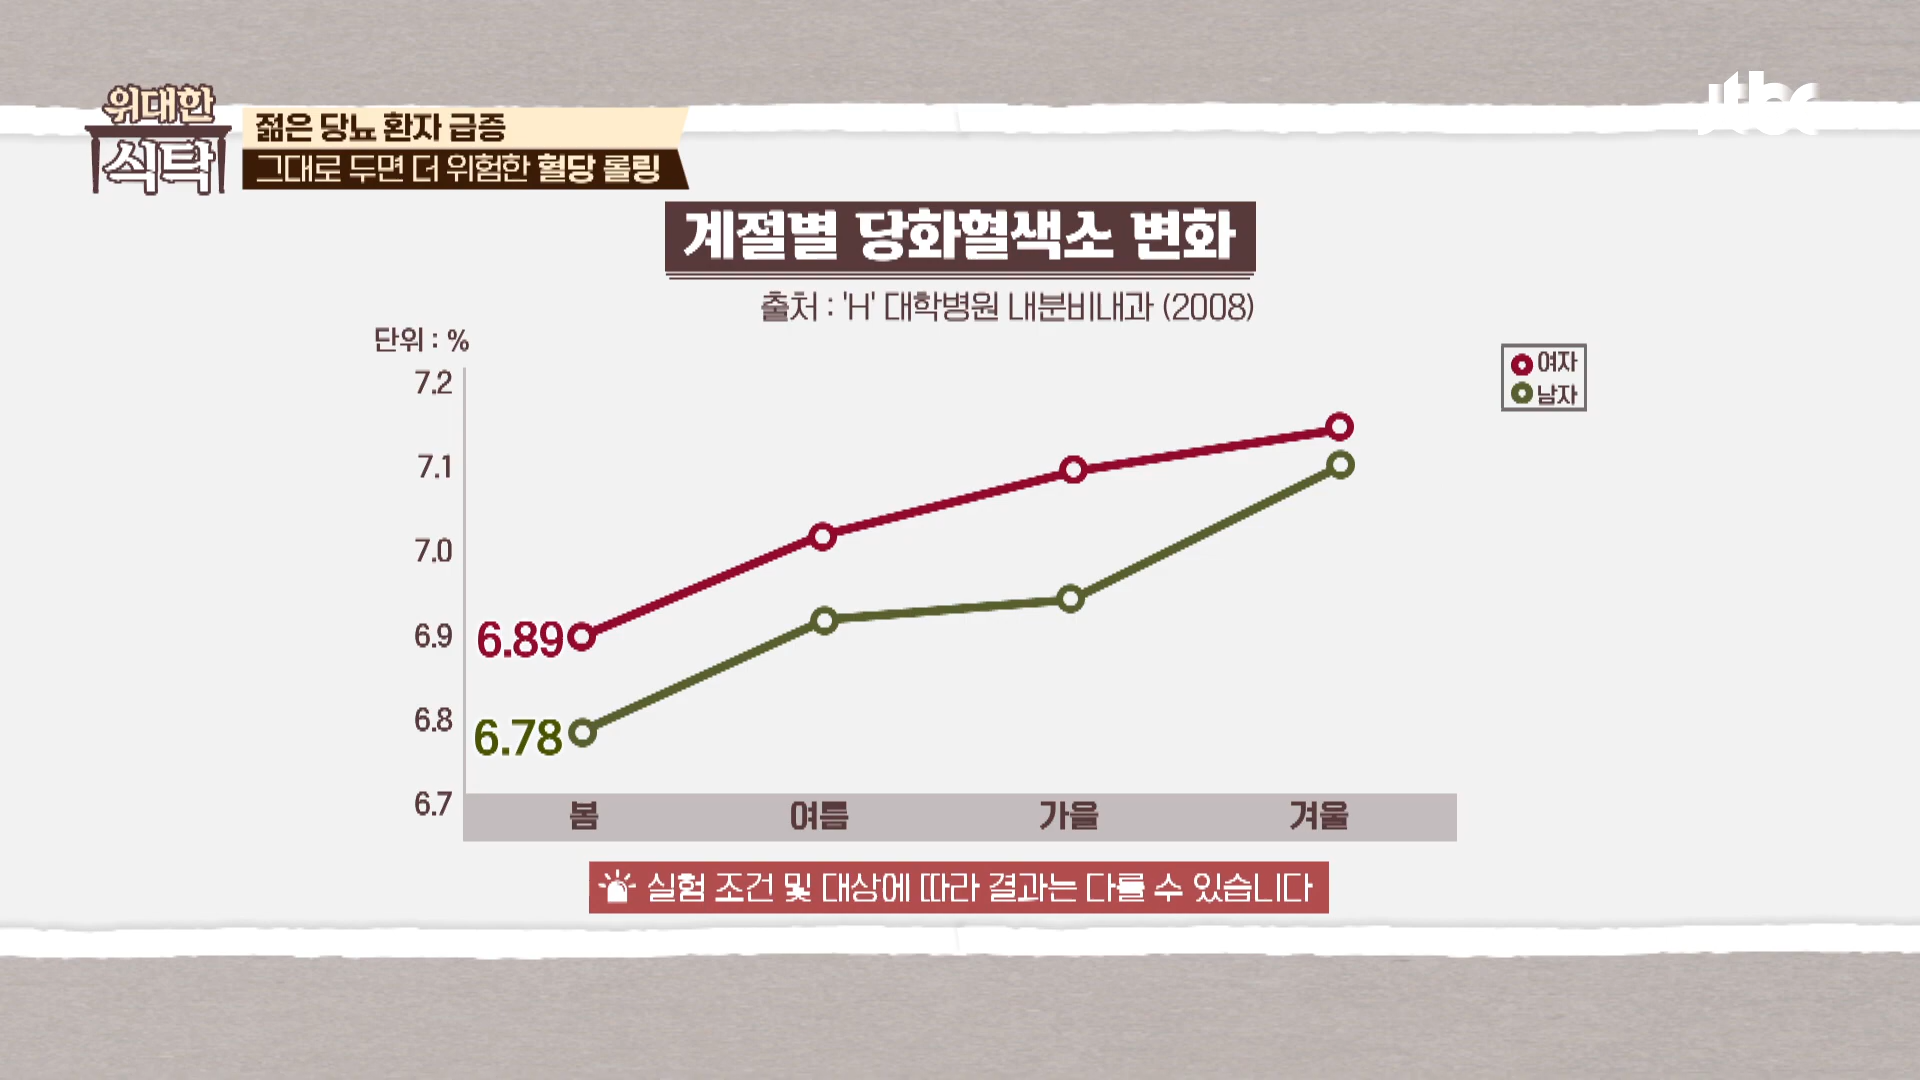 위대한
식탁
젊은 당뇨 환자 급증
그대로 두면 더 위험한 혈당 롤링
jtbc
계절별 당화혈색소 변화
출처 : 'H' 대학병원 내분비내과 (2008)
단위 : %
여자
남자
7.2
7.1
7.0
6.9
6.8
6.7
6.89
6.78
봄 여름 가을 겨울
실험 조건 및 대상에 따라 결과는 다를 수 있습니다